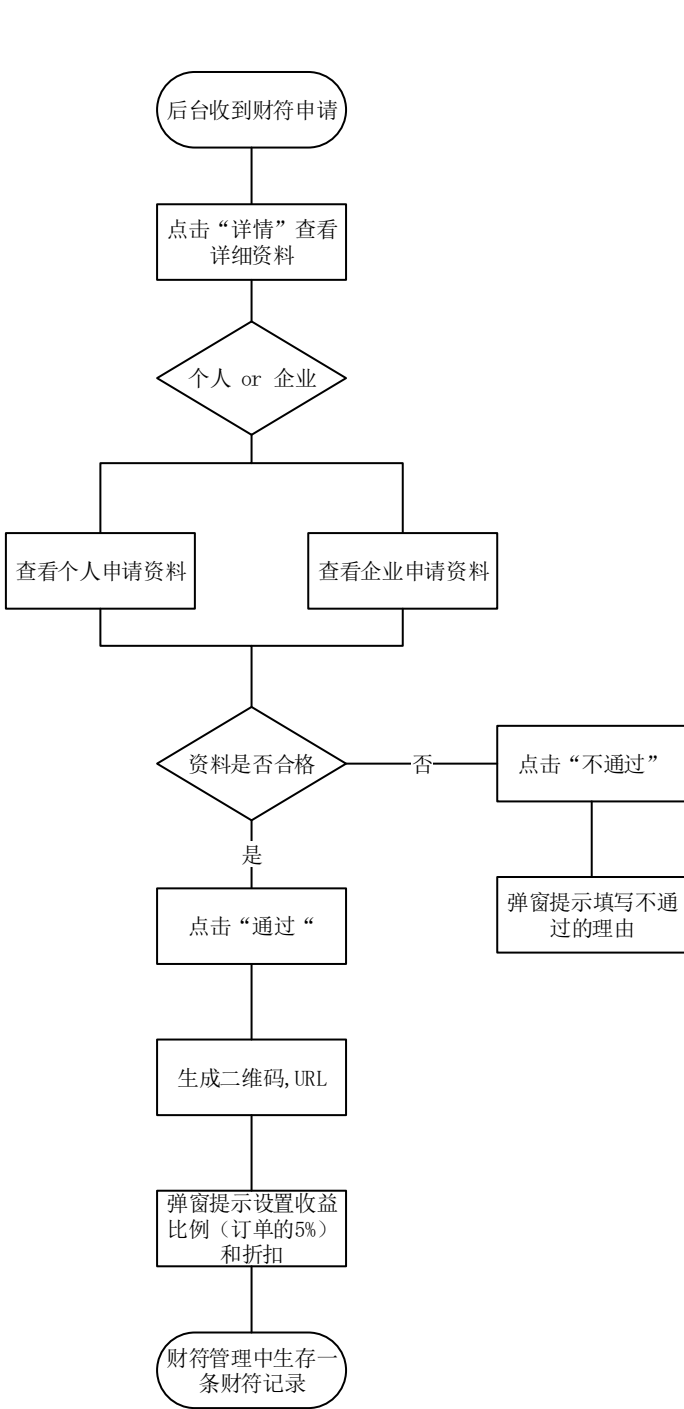 后台收到财符申请
点击“详情”查看
详细资料
个人 or 企业
查看个人申请资料
查看企业申请资料
资料是否合格
否
点击“不通过”
是
弹窗提示填写不通
过的理由
点击“通过“
生成二维码,URL
弹窗提示设置收益
比例（订单的5%）
和折扣
财符管理中生存一
条财符记录